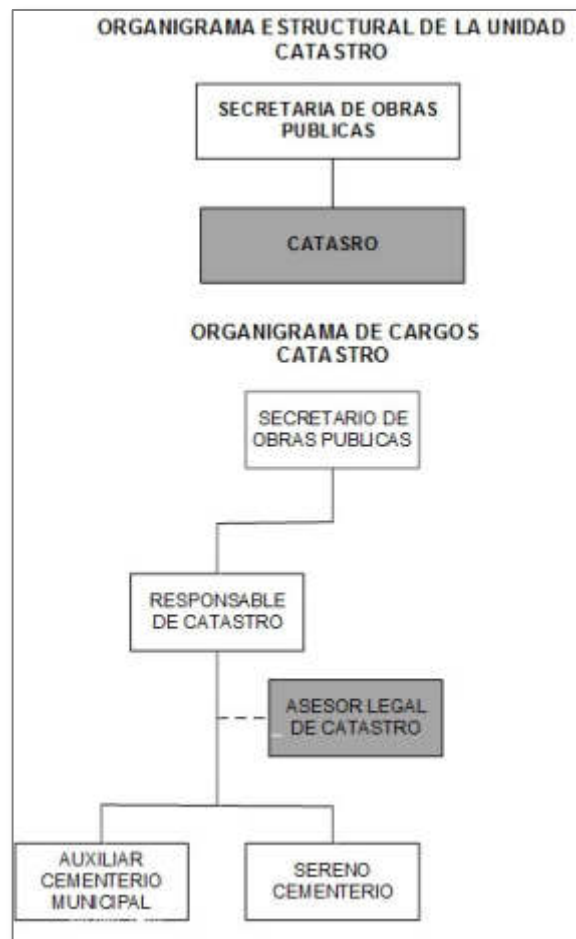 ORGANIGRAMA ESTRUCTURAL DE LA UNIDAD
CATASTRO
SECRETARIA DE OBRAS
PUBLICAS
CATASRO
ORGANIGRAMA DE CARGOS
CATASTRO
SECRETARIO DE
OBRAS PUBLICAS
RESPONSABLE
DE CATASTRO
ASESOR LEGAL
DE CATASTRO
AUXILIAR
CEMENTERIO
MUNICIPAL
SERENO
CEMENTERIO